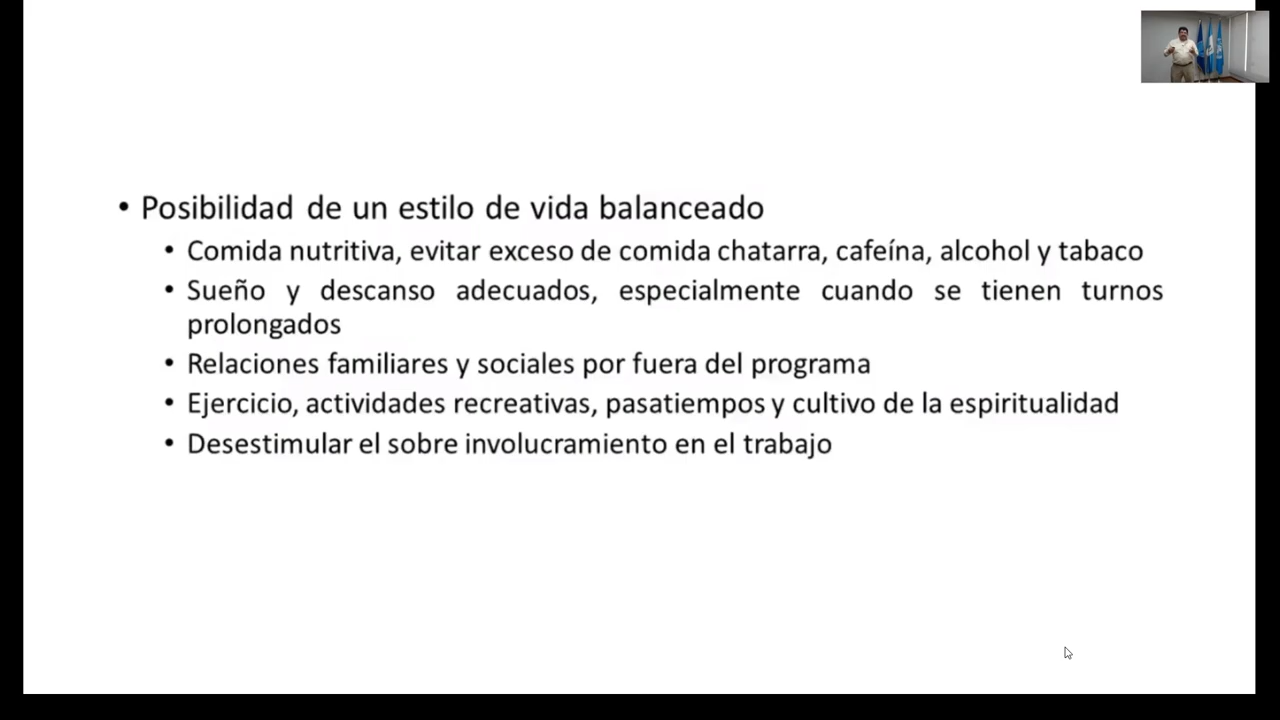 • Posibilidad de un estilo de vida balanceado
• Comida nutritiva, evitar exceso de comida chatarra, cafeína, alcohol y tabaco
• Sueño y descanso adecuados, especialmente cuando se tienen turnos
prolongados
• Relaciones familiares y sociales por fuera del programa
• Ejercicio, actividades recreativas, pasatiempos y cultivo de la espiritualidad
• Desestimular el sobre involucramiento en el trabajo